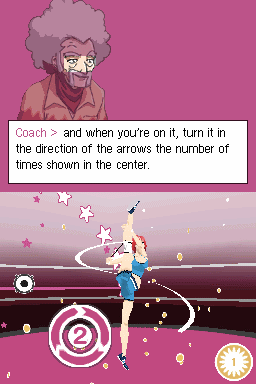 Coach > and when you're on it, turn it in
the direction of the arrows the number of
times shown in the center.
2
1